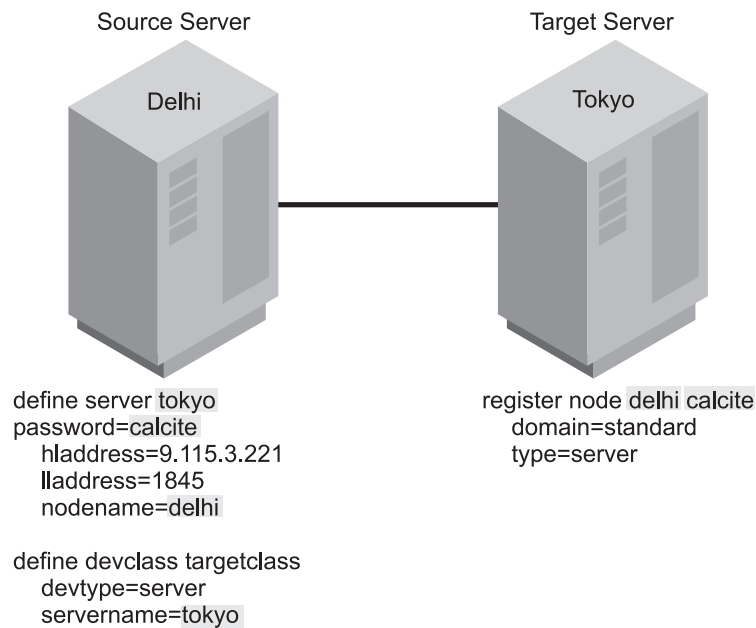 Source Server
Target Server
Delhi
Tokyo
define server tokyo
password=calcite
hladdress=9.115.3.221
lladdress=1845
nodename=delhi
define devclass targetclass
devtype=server
servername=tokyo
register node delhi calcite
domain=standard
type=server